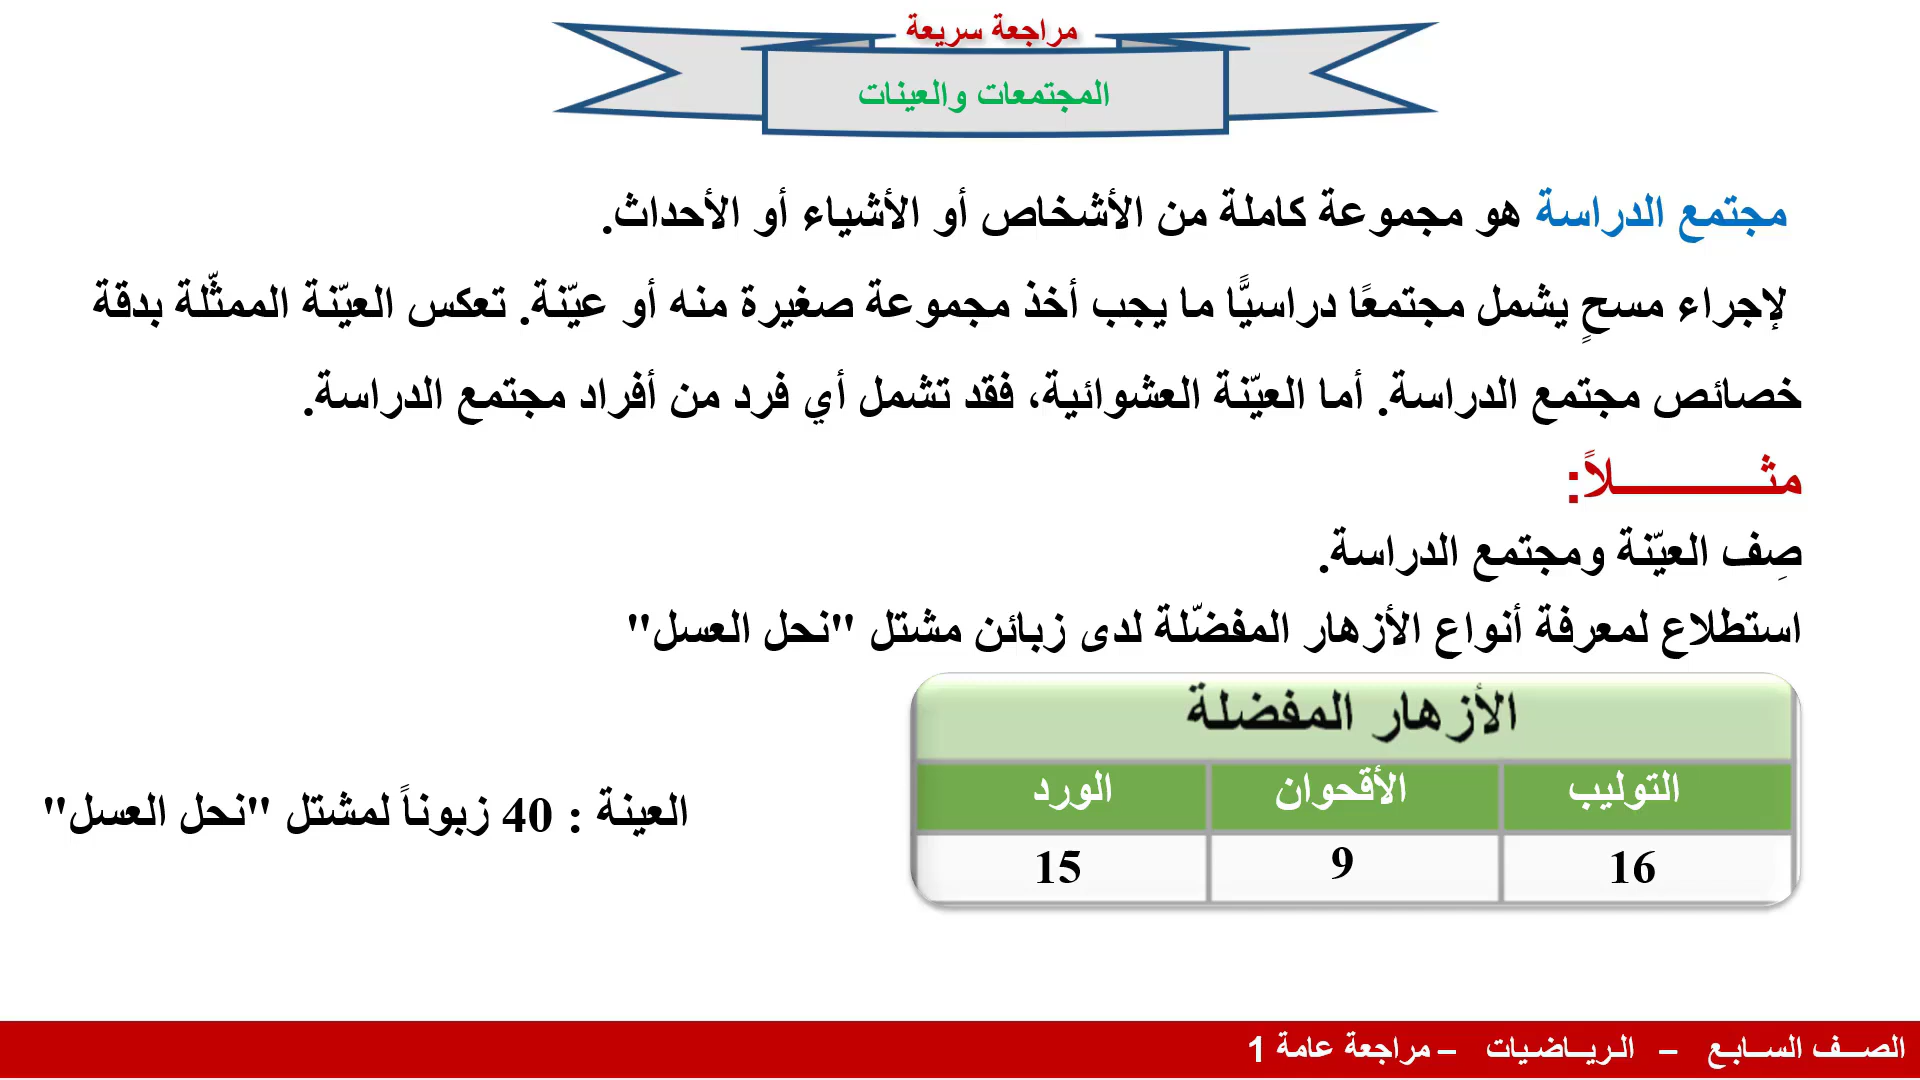 مراجعة سريعة
المجتمعات والعينات
مجتمع الدراسة هو مجموعة كاملة من الأشخاص أو الأشياء أو الأحداث.
لإجراء مسحٍ يشمل مجتمعًا دراسيًّا ما يجب أخذ مجموعة صغيرة منه أو عيّنة. تعكس العيّنة الممثّلة بدقة
خصائص مجتمع الدراسة. أما العيّنة العشوائية، فقد تشمل أي فرد من أفراد مجتمع الدراسة.
مثـــــــــــلاً:
صِف العيّنة ومجتمع الدراسة.
استطلاع لمعرفة أنواع الأزهار المفضّلة لدى زبائن مشتل "نحل العسل"
الأزهار المفضلة
التوليب الأقحوان الورد
16 9 15
العينة : 40 زبوناً لمشتل "نحل العسل"
الصـــف الســـابـع – الـريـــاضـيات – مراجعة عامة 1